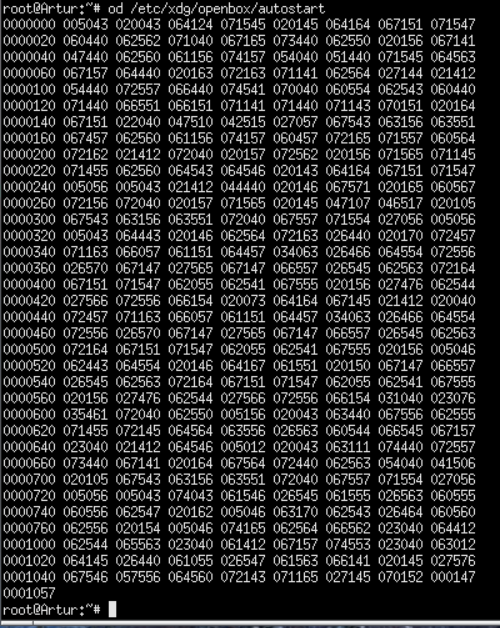 root@Artur:~# od /etc/xdg/openbox/autostart
0000000 005043 020043 064124 071545 020145 064164 067151 071547
0000020 060440 062562 071040 067165 073440 062550 020156 067141
0000040 047440 062560 061156 074157 054040 051440 071545 064563
0000060 067157 064440 020163 072163 071141 062564 027144 021412
0000100 054440 072557 066440 074541 070040 060554 062543 060440
0000120 071440 066551 066151 071141 071440 071143 070151 020164
0000140 067151 022040 047510 042515 027057 067543 063156 063551
0000160 067457 062560 061156 074157 060457 072165 071557 060564
0000200 072162 021412 072040 020157 072562 020156 071565 071145
0000220 071455 062560 064543 064546 020143 064164 067151 071547
0000240 005056 005043 021412 044440 020146 067571 020165 060567
0000260 072156 072040 020157 071565 020145 047107 046517 020105
0000300 067543 063156 063551 072040 067557 071554 027056 005056
0000320 005043 064443 020146 062564 072163 026440 020170 072457
0000340 071163 066057 061151 064457 034063 026466 064554 072556
0000360 026570 067147 027565 067147 066557 026545 062563 072164
0000400 067151 071547 062055 062541 067555 020156 027476 062544
0000420 027566 072556 066154 020073 064164 067145 021412 020040
0000440 072457 071163 066057 061151 064457 034063 026466 064554
0000460 072556 026570 067147 027565 067147 066557 026545 062563
0000500 072164 067151 071547 062055 062541 067555 020156 005046
0000520 062443 064554 020146 064167 061551 020150 067147 066557
0000540 026545 062563 072164 067151 071547 062055 062541 067555
0000560 020156 027476 062544 027566 072556 066154 031040 023076
0000600 035461 072040 062550 005156 020043 063440 067556 062555
0000620 071455 072145 064564 063556 026563 060544 066545 067157
0000640 023040 021412 064546 005012 020043 063111 074440 072557
0000660 073440 067141 020164 067564 072440 062563 054040 041506
0000700 020105 067543 063156 063551 072040 067557 071554 027056
0000720 005056 005043 074043 061546 026545 061555 026563 060555
0000740 060556 062547 020162 005046 063170 062543 026464 060560
0000760 062556 020154 005046 074165 062564 066562 023040 064412
0001000 062544 065563 023040 061412 067157 074553 023040 063012
0001020 064145 026440 061055 026547 061563 066141 020145 027576
0001040 067546 057556 064560 072143 071165 027145 070152 000147
0001057
root@Artur:~#